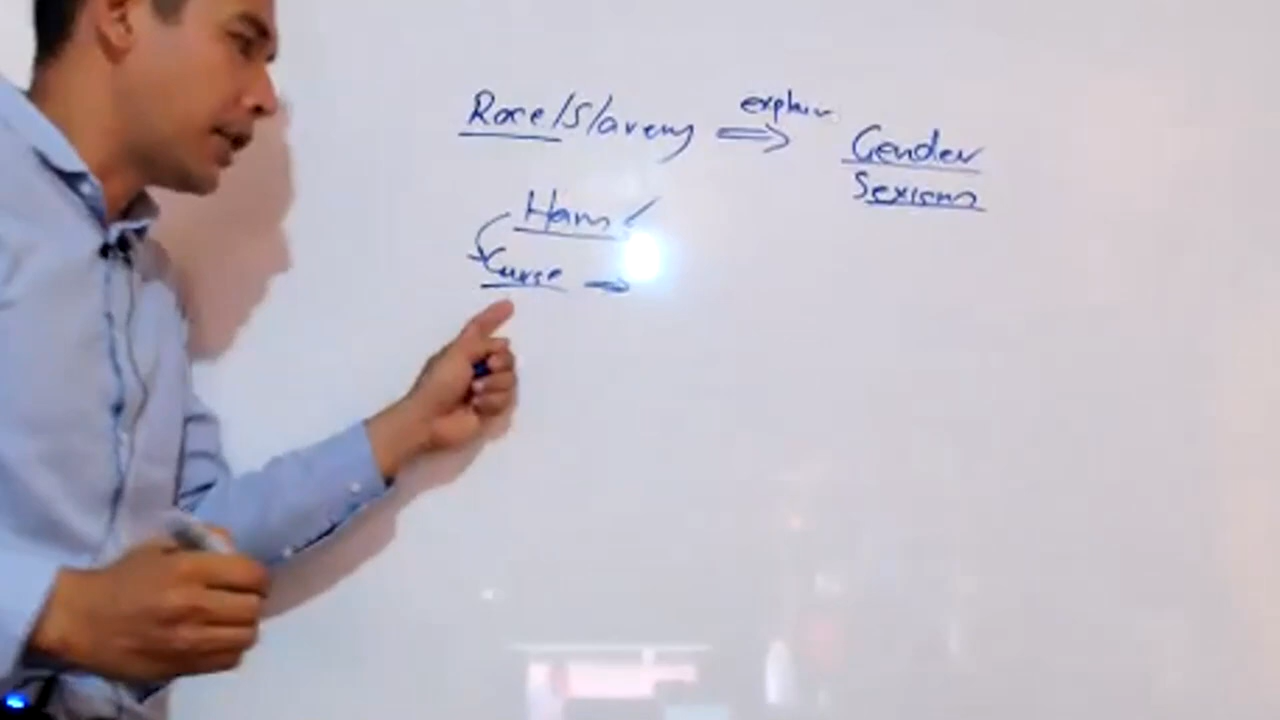 Race/Slavery ⇒ explain
Gender
Sexism
Ham
Curse →